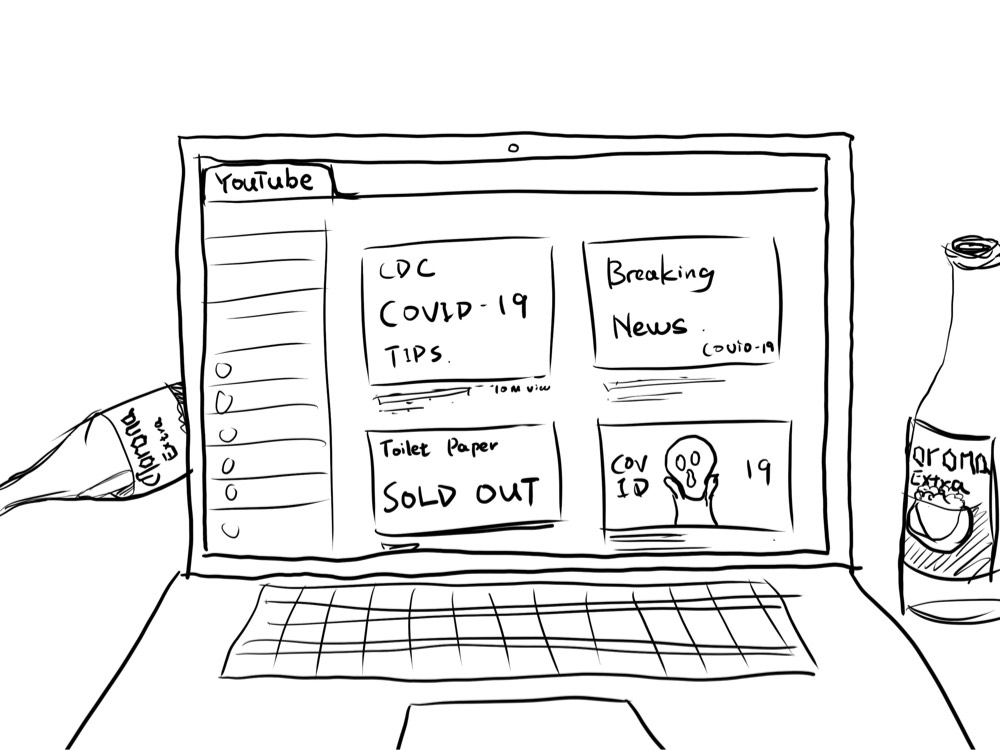 YouTube
CDC
COVID-19
TIPS.
10M view
Breaking
News.
COVID-19
Toilet Paper
SOLD OUT
COV
ID
19
Corona
Extra
orona
Extra